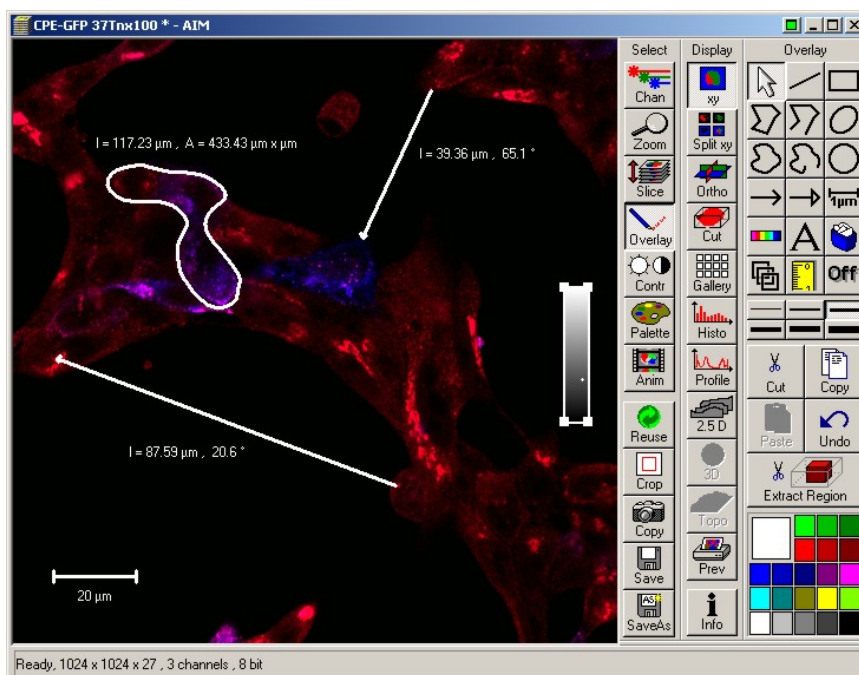 CPE-GFP 37Tnx100 * - AIM
Select
Display
Overlay
Chan
xy
l = 117.23 µm , A = 433.43 µm x µm
l = 39.36 µm , 65.1 °
Zoom
Split xy
Slice
Ortho
1µm
Overlay
Cut
A
Contr
Gallery
Off
Palette
Histo
Anim
Profile
Cut
Copy
Reuse
2.5 D
Paste
Undo
l = 87.59 µm , 20.6 °
Crop
3D
Extract Region
Copy
Topo
20 µm
Save
Prev
AS
SaveAs
Info
Ready, 1024 x 1024 x 27 , 3 channels , 8 bit